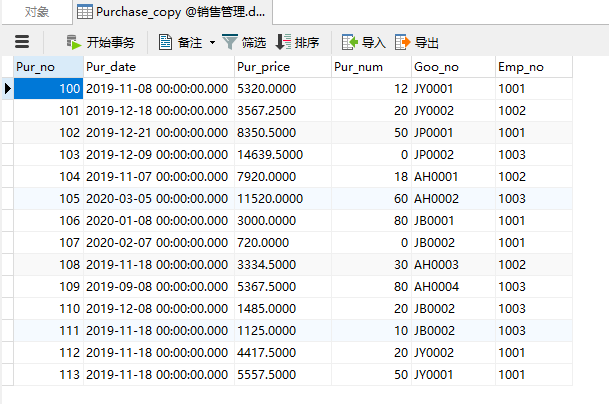 对象 Purchase_copy @销售管理.d...
开始事务 备注 筛选 排序 导入 导出
Pur_no Pur_date Pur_price Pur_num Goo_no Emp_no
100 2019-11-08 00:00:00.000 5320.0000 12 JY0001 1001
101 2019-12-18 00:00:00.000 3567.2500 20 JY0002 1002
102 2019-12-21 00:00:00.000 8350.5000 50 JP0001 1001
103 2019-12-09 00:00:00.000 14639.5000 0 JP0002 1003
104 2019-11-07 00:00:00.000 7920.0000 18 AH0001 1002
105 2020-03-05 00:00:00.000 11520.0000 60 AH0002 1003
106 2020-01-08 00:00:00.000 3000.0000 80 JB0001 1001
107 2020-02-07 00:00:00.000 720.0000 0 JB0002 1001
108 2019-11-18 00:00:00.000 3334.5000 30 AH0003 1002
109 2019-09-08 00:00:00.000 5367.5000 80 AH0004 1003
110 2019-12-08 00:00:00.000 1485.0000 20 JB0002 1003
111 2019-11-18 00:00:00.000 1125.0000 10 JB0002 1003
112 2019-11-18 00:00:00.000 4417.5000 20 JY0002 1001
113 2019-11-18 00:00:00.000 5557.5000 50 JY0001 1001